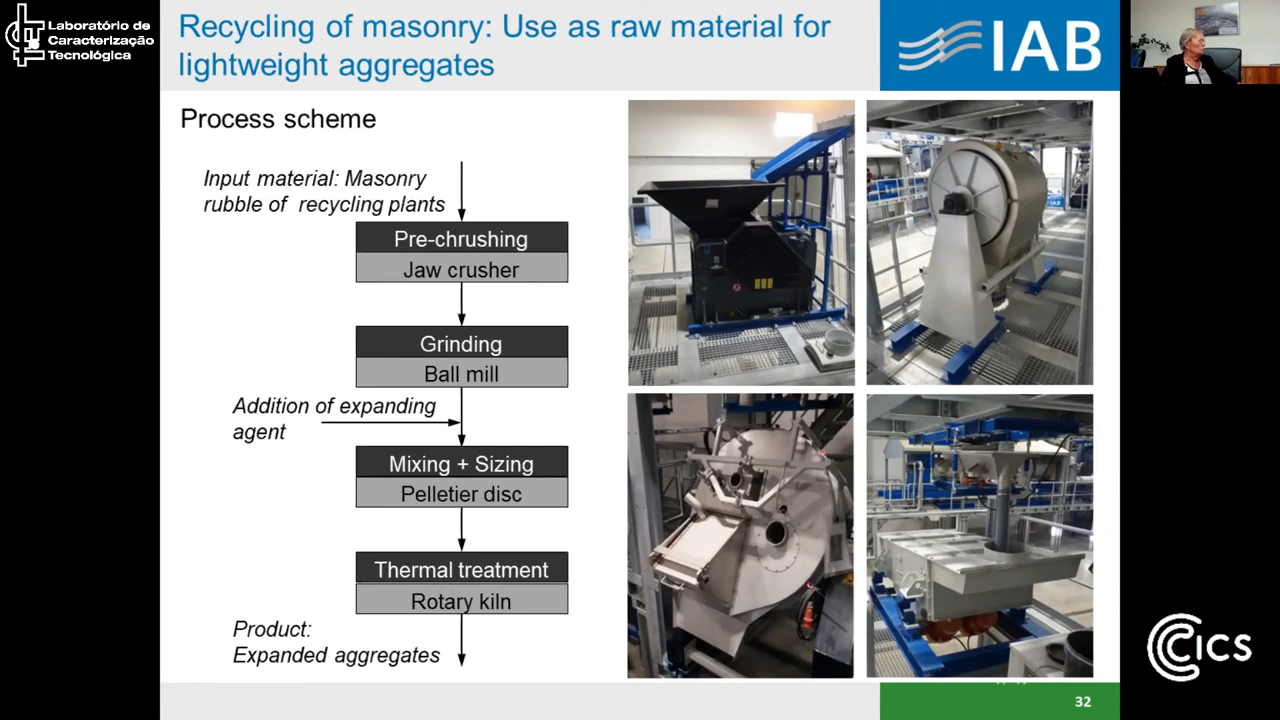 Laboratório de
Caracterização
Tecnológica
Recycling of masonry: Use as raw material for
lightweight aggregates
IAB
Process scheme
Input material: Masonry
rubble of recycling plants
Pre-chrushing
Jaw crusher
Grinding
Ball mill
Addition of expanding
agent
Mixing + Sizing
Pelletier disc
Thermal treatment
Rotary kiln
Product:
Expanded aggregates
32
CICS